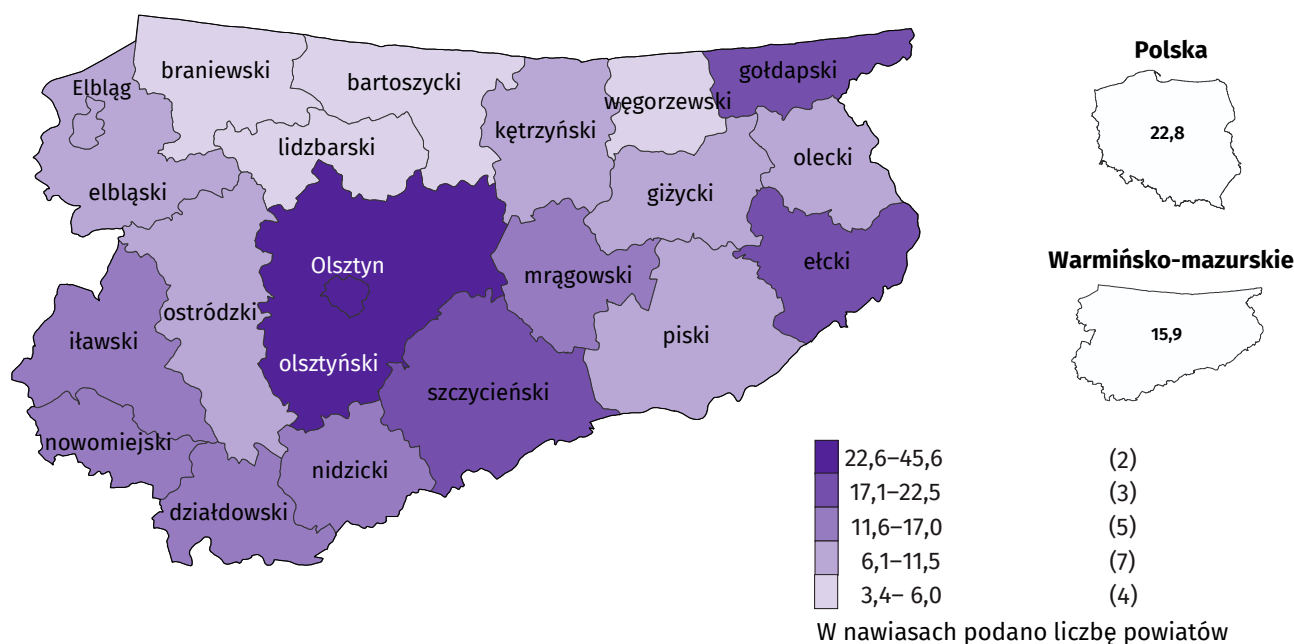 gołdapski
braniewski
bartoszycki
Elbląg
węgorzewski
kętrzyński
lidzbarski
olecki
elbląski
giżycki
Olsztyn
mrągowski
ełcki
ostródzki
iławski
piski
olsztyński
szczycieński
nowomiejski
nidzicki
działdowski
Polska
22,8
Warmińsko-mazurskie
15,9
22,6–45,6 (2)
17,1–22,5 (3)
11,6–17,0 (5)
6,1–11,5 (7)
3,4– 6,0 (4)
W nawiasach podano liczbę powiatów